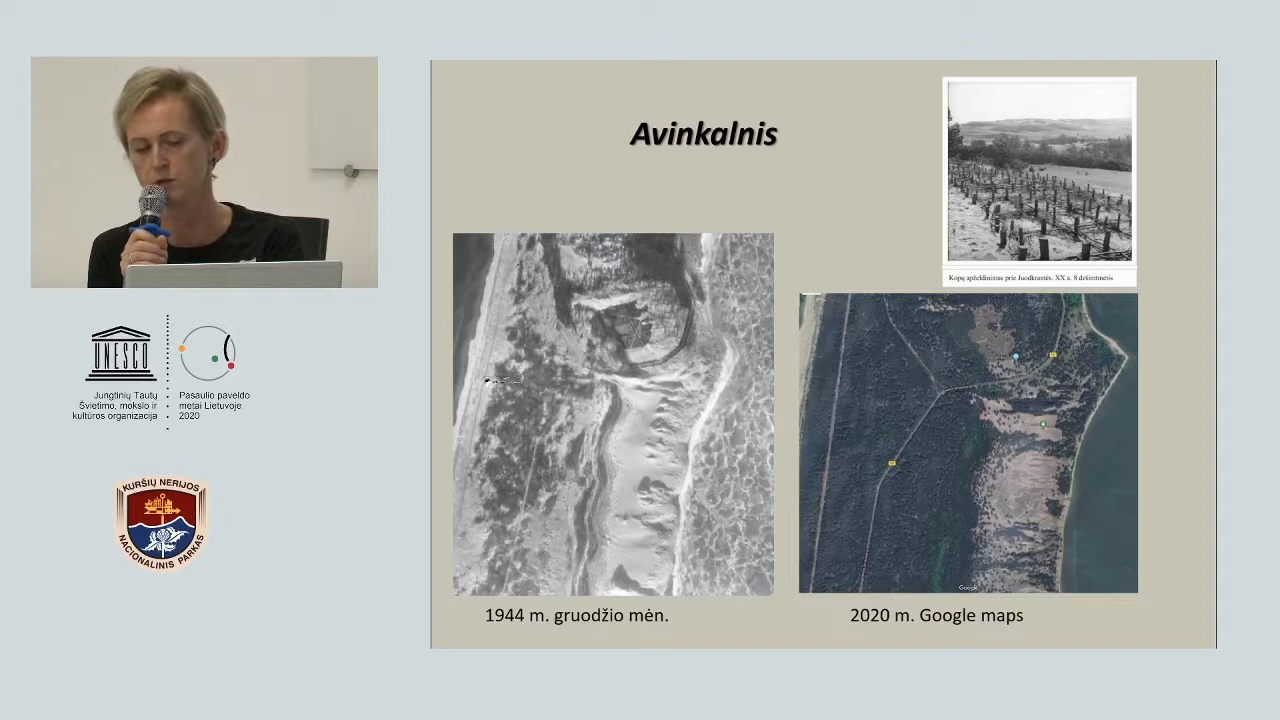 Avinkalnis
Kopų apželdinimas prie Juodkrantės. XX a. 8 dešimtmetis
1944 m. gruodžio mėn.
2020 m. Google maps
Google
UNESCO
Jungtinių Tautų
Švietimo, mokslo ir
kultūros organizacija
Pasaulio paveldo
metai Lietuvoje
2020
KURŠIŲ NERIJOS
NACIONALINIS PARKAS